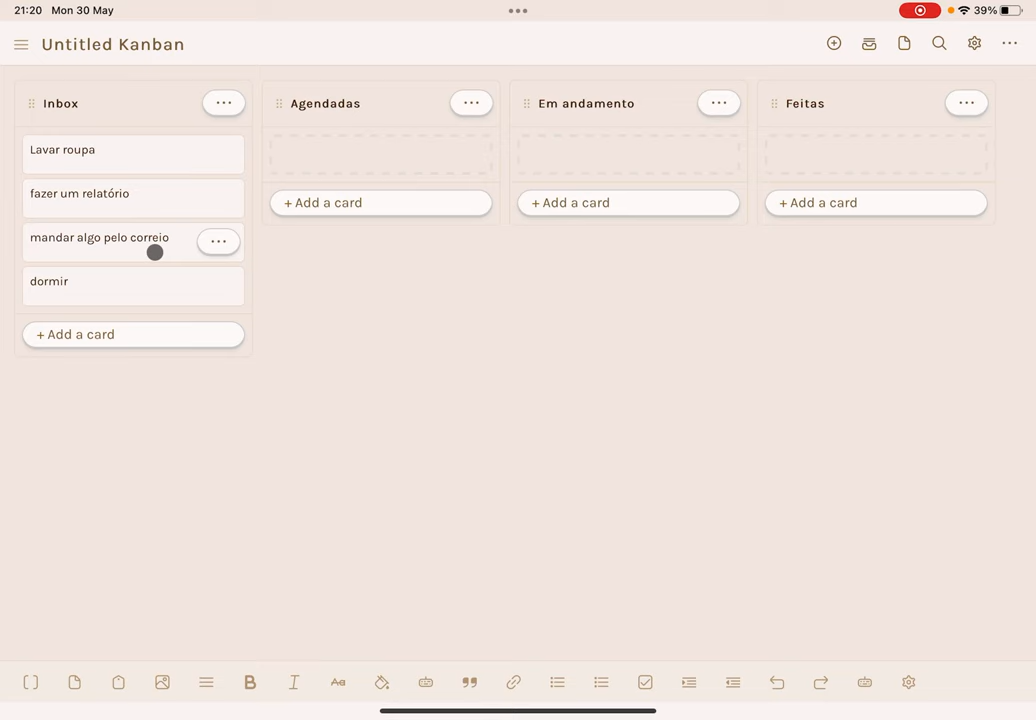 21:20 Mon 30 May
39%
Untitled Kanban
Inbox
Agendadas
Em andamento
Feitas
Lavar roupa
fazer um relatório
mandar algo pelo correio
dormir
+ Add a card
+ Add a card
+ Add a card
+ Add a card
B I Aa